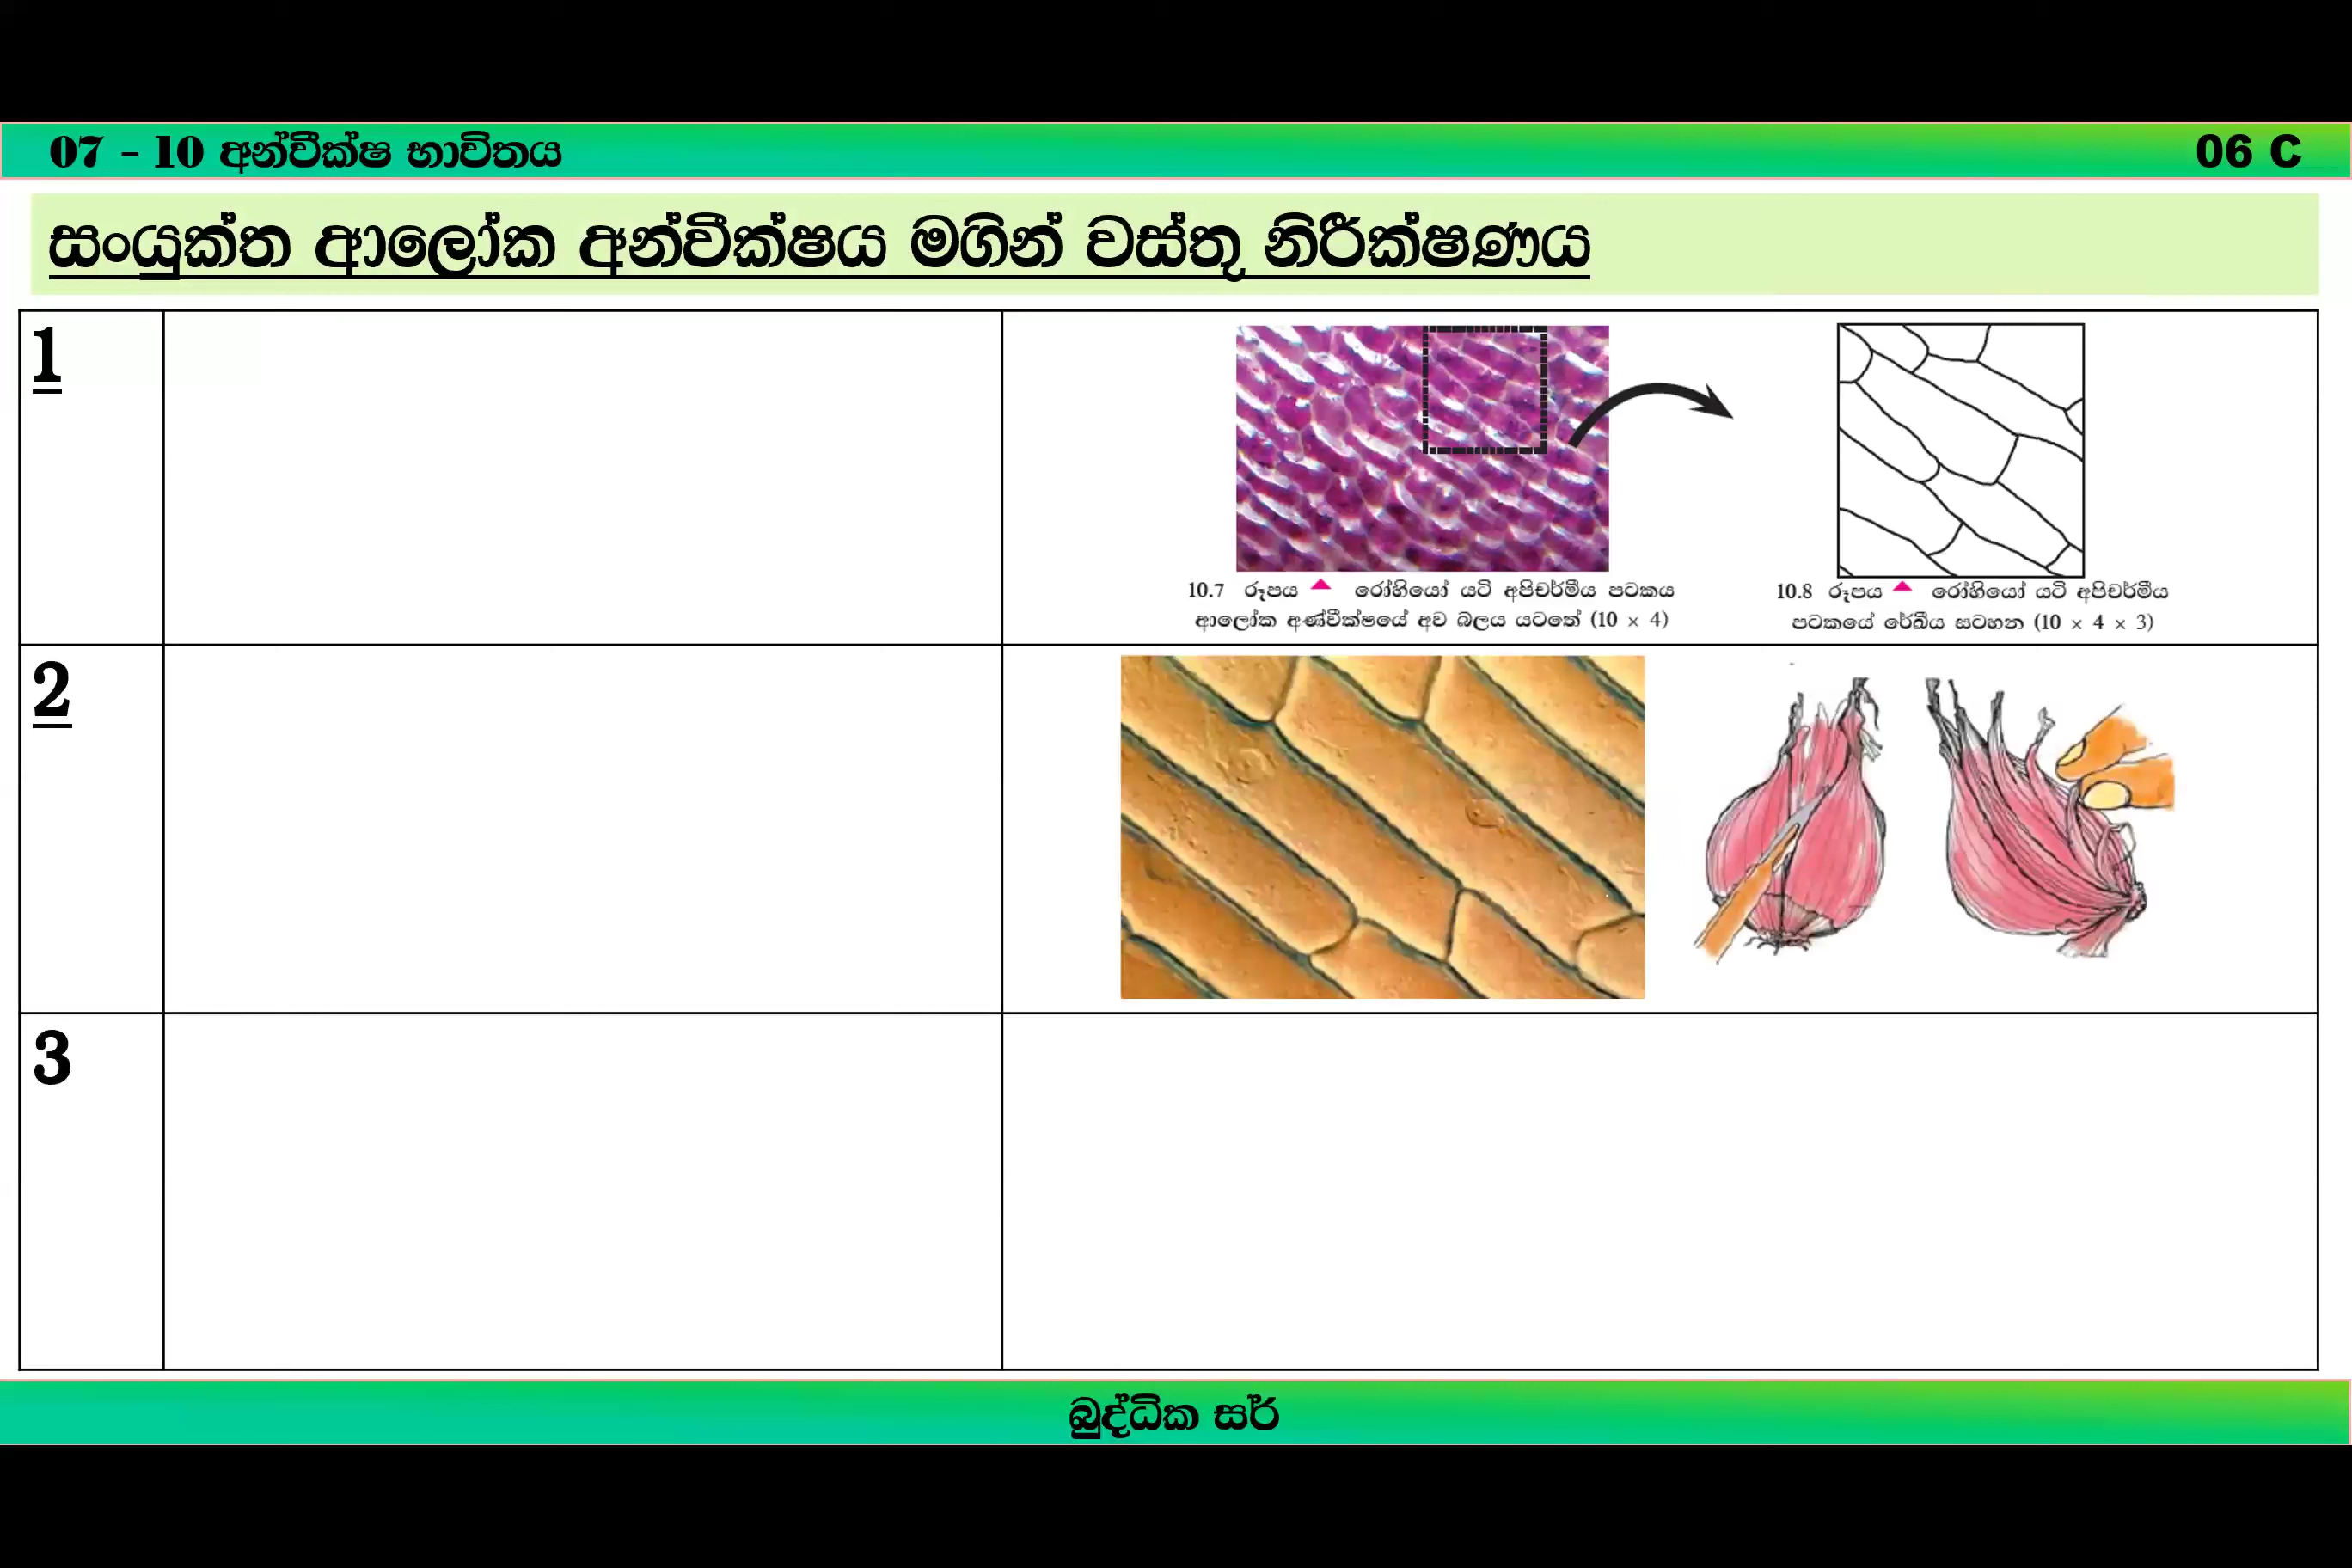 07 - 10 අන්වීක්ෂ භාවිතය
06 C
සංයුක්ත ආලෝක අන්වීක්ෂය මගින් වස්තු නිරීක්ෂණය
1
10.7 රූපය රෝහියෝ යටි අපිචර්මීය පටකය
ආලෝක අණ්වීක්ෂයේ අව බලය යටතේ (10 × 4)
10.8 රූපය රෝහියෝ යටි අපිචර්මීය
පටකයේ රේඛීය සටහන (10 × 4 × 3)
2
3
බුද්ධික සර්